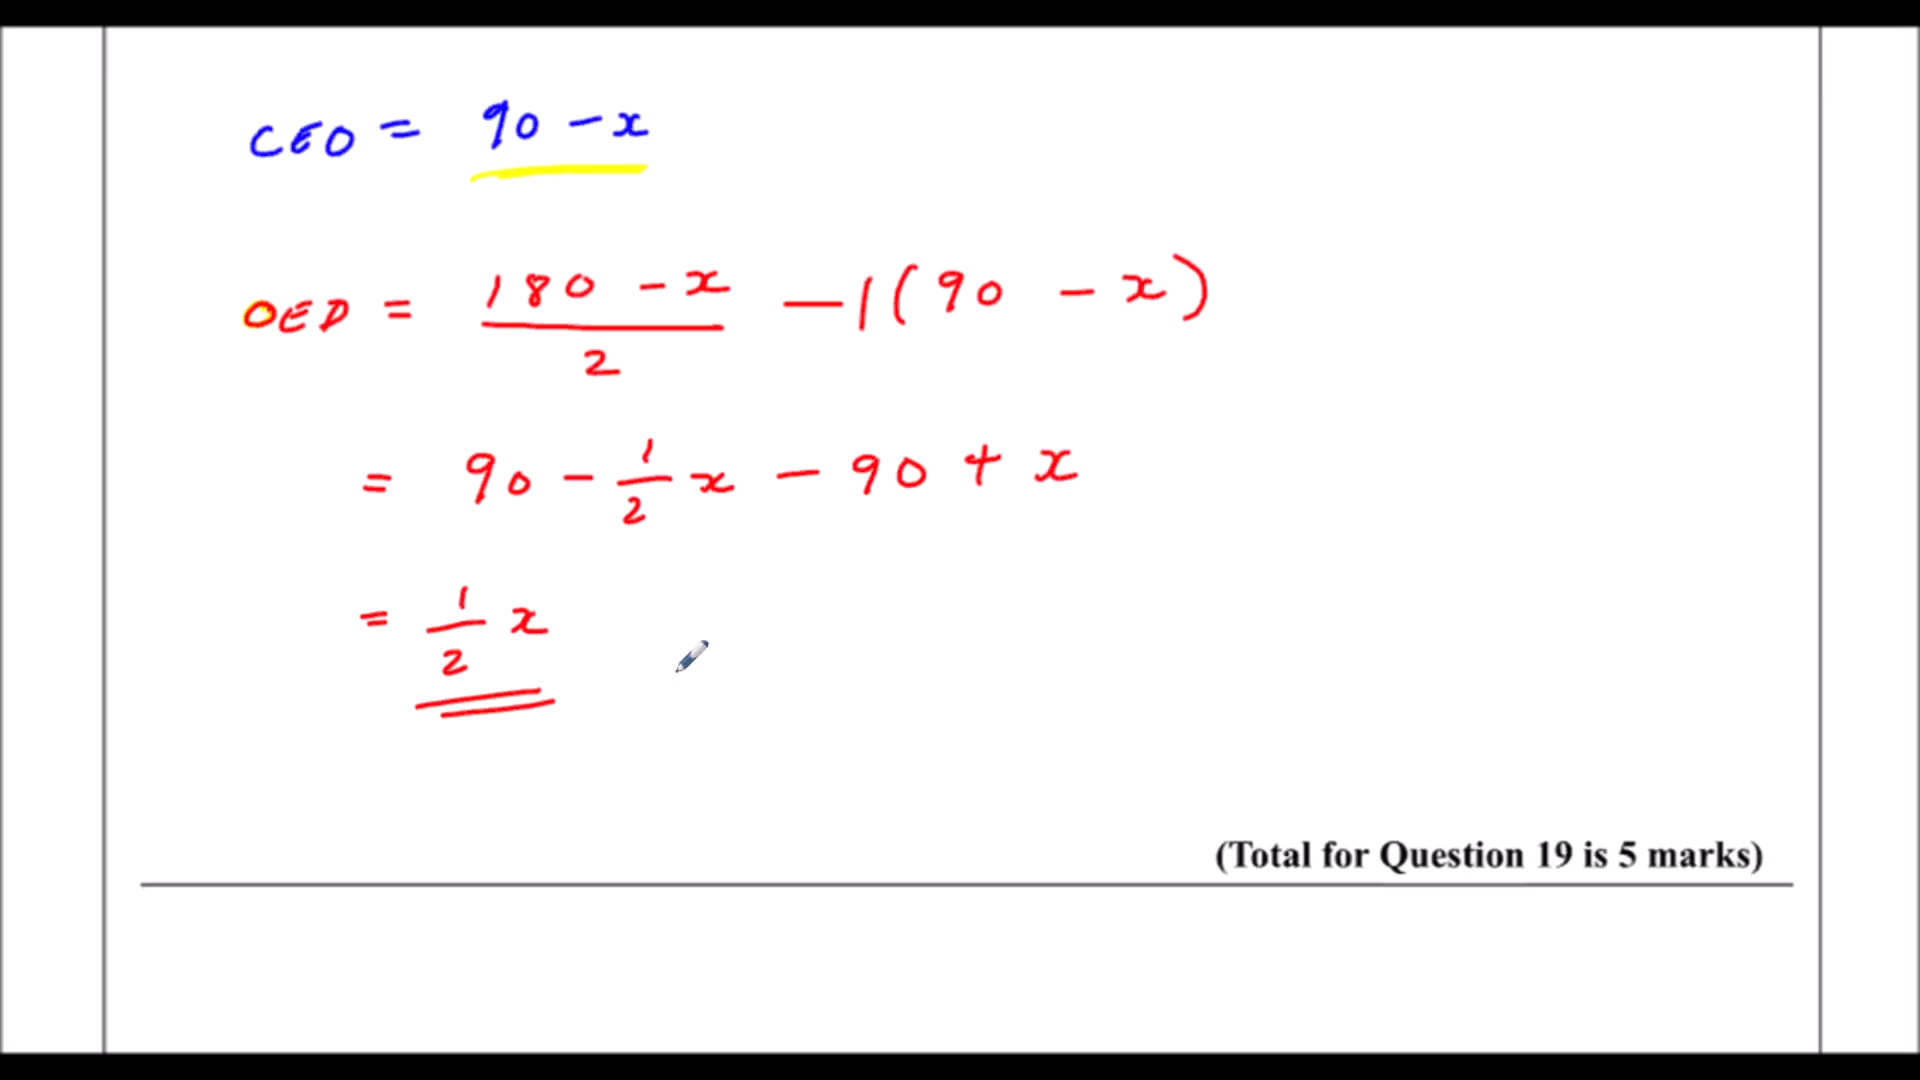 CEO = 90 - x
OED = 180 - x / 2 - 1(90 - x)
= 90 - 1/2 x - 90 + x
= 1/2 x
(Total for Question 19 is 5 marks)